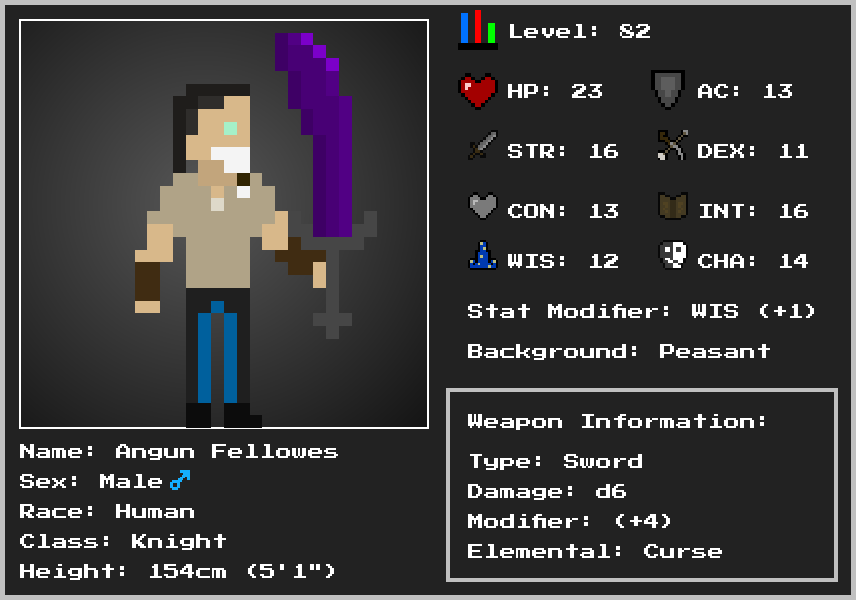 Level: 82
HP: 23 AC: 13
STR: 16 DEX: 11
CON: 13 INT: 16
WIS: 12 CHA: 14
Stat Modifier: WIS (+1)
Background: Peasant
Weapon Information:
Type: Sword
Damage: d6
Modifier: (+4)
Elemental: Curse
Name: Angun Fellowes
Sex: Male♂
Race: Human
Class: Knight
Height: 154cm (5'1")